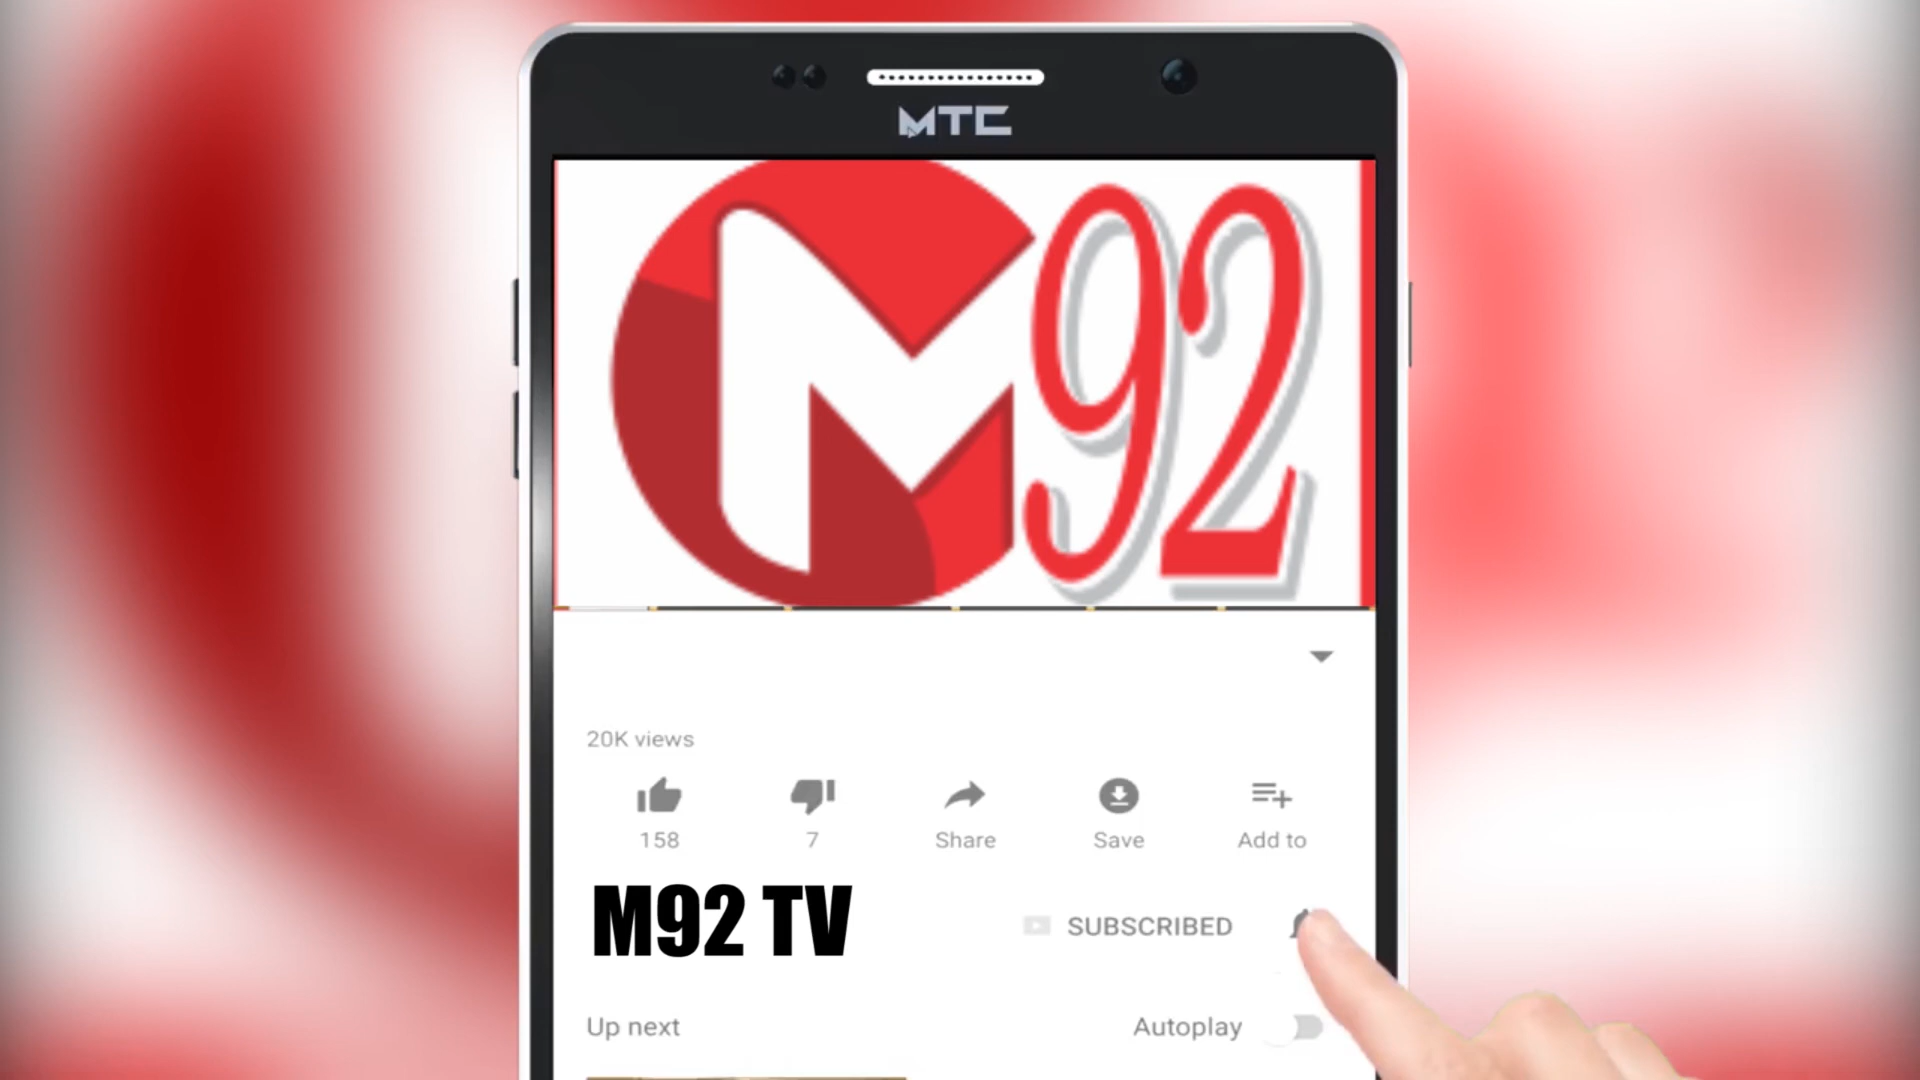 MTC
M92
20K views
158 7 Share Save Add to
M92 TV SUBSCRIBED
Up next Autoplay